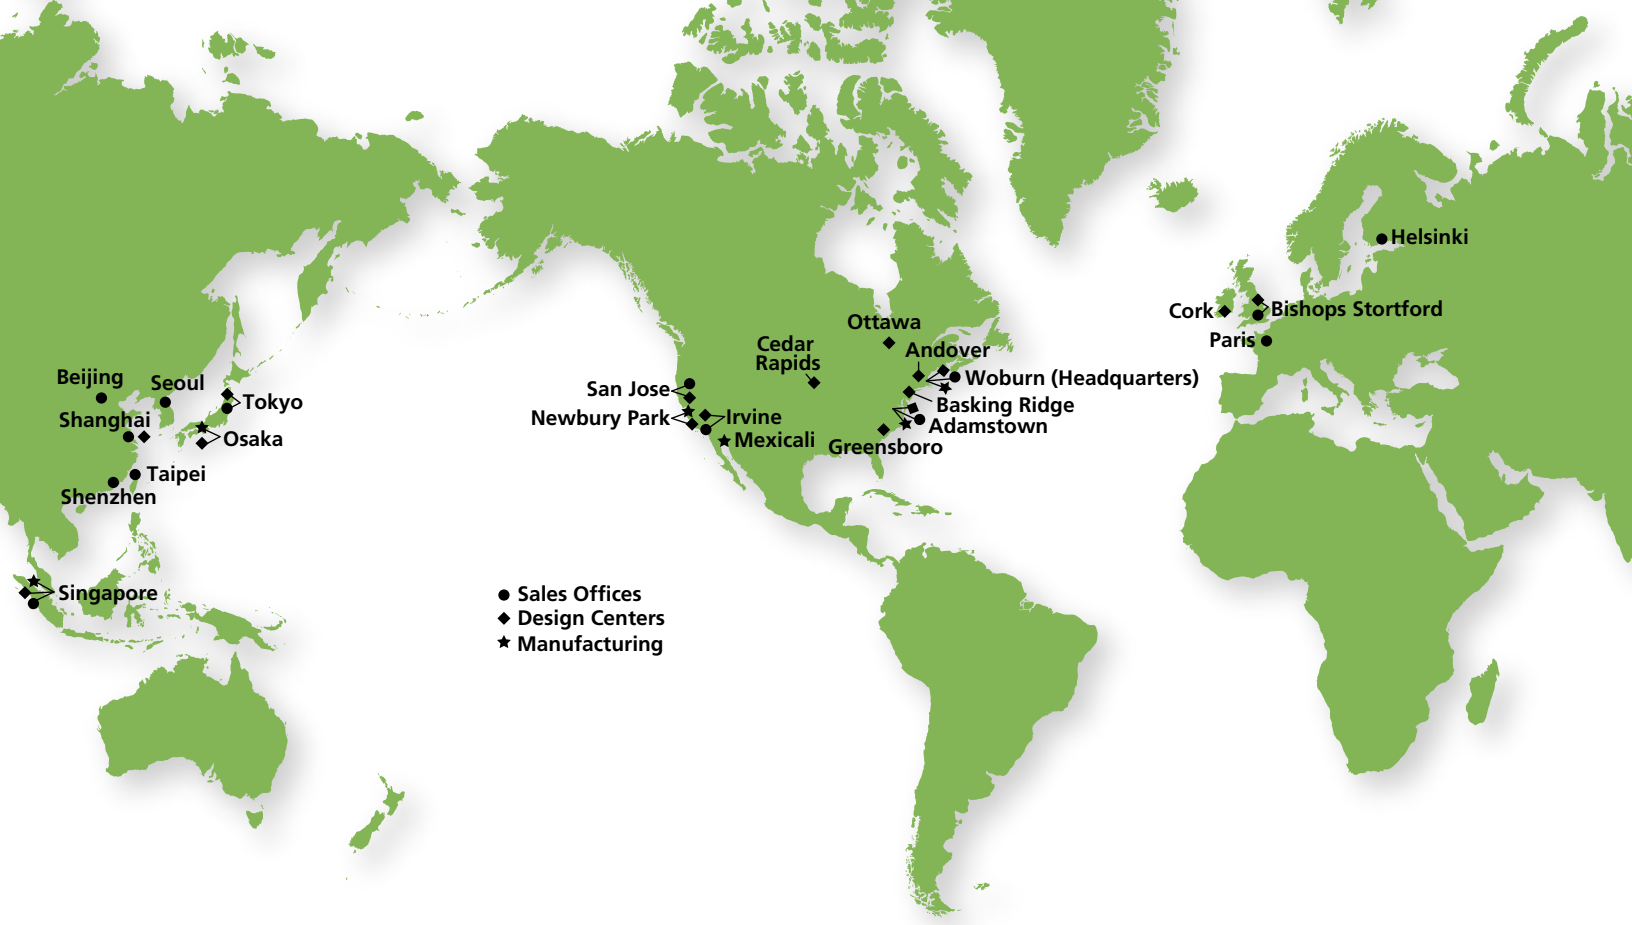 Helsinki
Bishops Stortford
Cork
Paris
Ottawa
Cedar
Rapids
Andover
Woburn (Headquarters)
Basking Ridge
Adamstown
Greensboro
San Jose
Newbury Park
Irvine
Mexicali
Beijing
Seoul
Tokyo
Shanghai
Osaka
Taipei
Shenzhen
Singapore
Sales Offices
Design Centers
Manufacturing